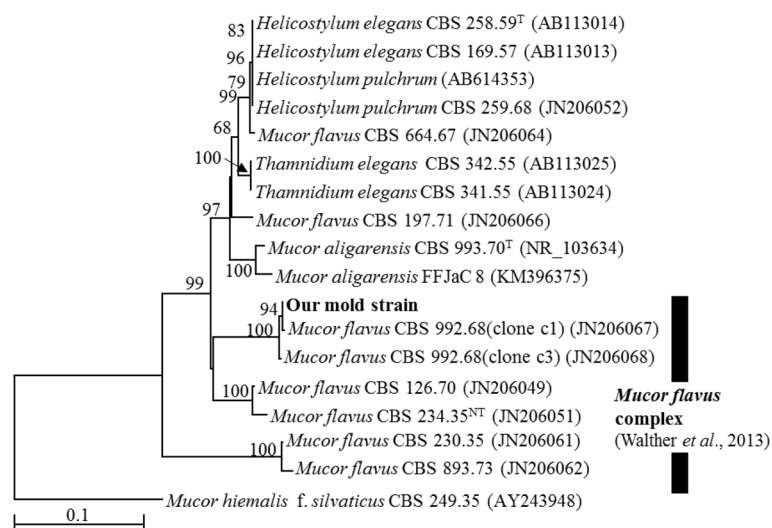 83
Helicostylum elegans CBS 258.59T (AB113014)
96
Helicostylum elegans CBS 169.57 (AB113013)
79
Helicostylum pulchrum (AB614353)
99
Helicostylum pulchrum CBS 259.68 (JN206052)
68
Mucor flavus CBS 664.67 (JN206064)
100
Thamnidium elegans CBS 342.55 (AB113025)
Thamnidium elegans CBS 341.55 (AB113024)
97
Mucor flavus CBS 197.71 (JN206066)
Mucor aligarensis CBS 993.70T (NR_103634)
100
Mucor aligarensis FFJaC 8 (KM396375)
99
94
Our mold strain
100
Mucor flavus CBS 992.68(clone c1) (JN206067)
Mucor flavus CBS 992.68(clone c3) (JN206068)
100
Mucor flavus CBS 126.70 (JN206049)
Mucor flavus CBS 234.35NT (JN206051)
100
Mucor flavus CBS 230.35 (JN206061)
Mucor flavus CBS 893.73 (JN206062)
Mucor hiemalis f. silvaticus CBS 249.35 (AY243948)
Mucor flavus
complex
(Walther et al., 2013)
0.1